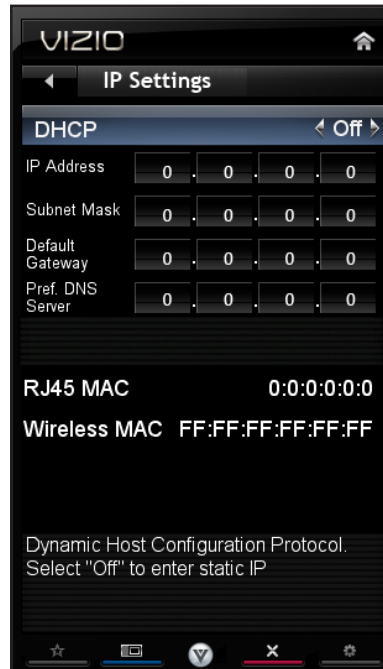 VIZIO
IP Settings
DHCP Off
IP Address 0 . 0 . 0 . 0
Subnet Mask 0 . 0 . 0 . 0
Default
Gateway 0 . 0 . 0 . 0
Pref. DNS
Server 0 . 0 . 0 . 0
RJ45 MAC 0:0:0:0:0:0
Wireless MAC FF:FF:FF:FF:FF:FF
Dynamic Host Configuration Protocol.
Select "Off" to enter static IP
V